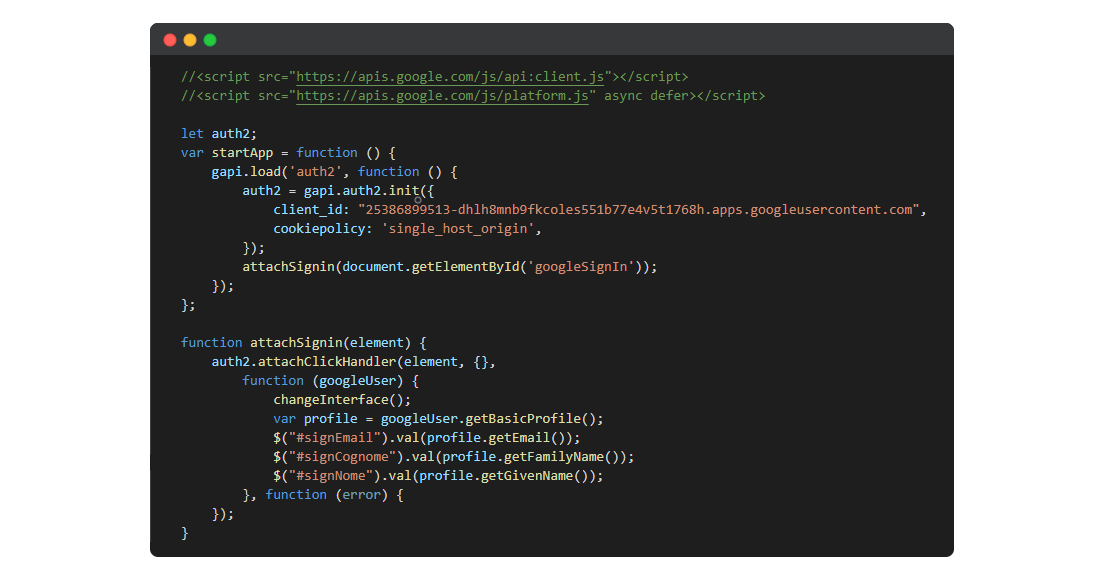 //<script src="https://apis.google.com/js/api:client.js"></script>
//<script src="https://apis.google.com/js/platform.js" async defer></script>
let auth2;
var startApp = function () {
gapi.load('auth2', function () {
auth2 = gapi.auth2.init({
client_id: "25386899513-dhlh8mnb9fkcoles551b77e4v5t1768h.apps.googleusercontent.com",
cookiepolicy: 'single_host_origin',
});
attachSignin(document.getElementById('googleSignIn'));
});
};
function attachSignin(element) {
auth2.attachClickHandler(element, {},
function (googleUser) {
changeInterface();
var profile = googleUser.getBasicProfile();
$("#signEmail").val(profile.getEmail());
$("#signCognome").val(profile.getFamilyName());
$("#signNome").val(profile.getGivenName());
}, function (error) {
});
}